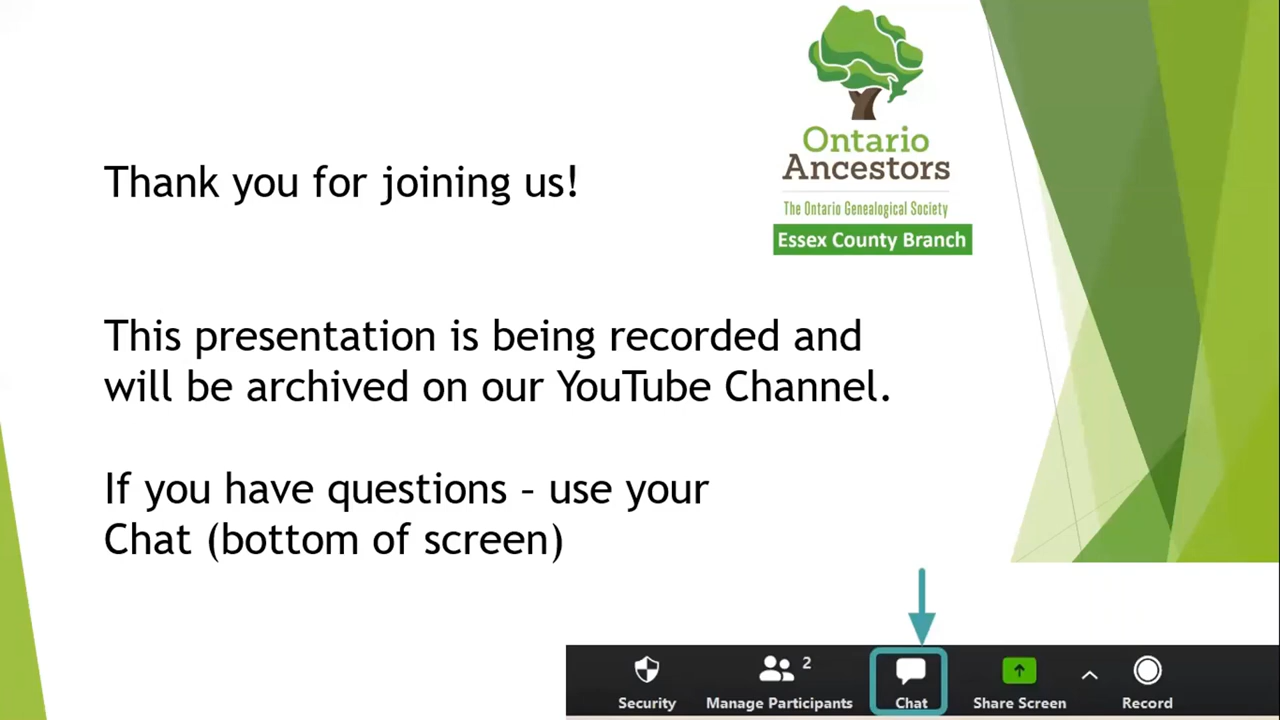 Ontario
Ancestors
The Ontario Genealogical Society
Essex County Branch
Thank you for joining us!
This presentation is being recorded and
will be archived on our YouTube Channel.
If you have questions – use your
Chat (bottom of screen)
2
Security
Manage Participants
Chat
Share Screen
Record